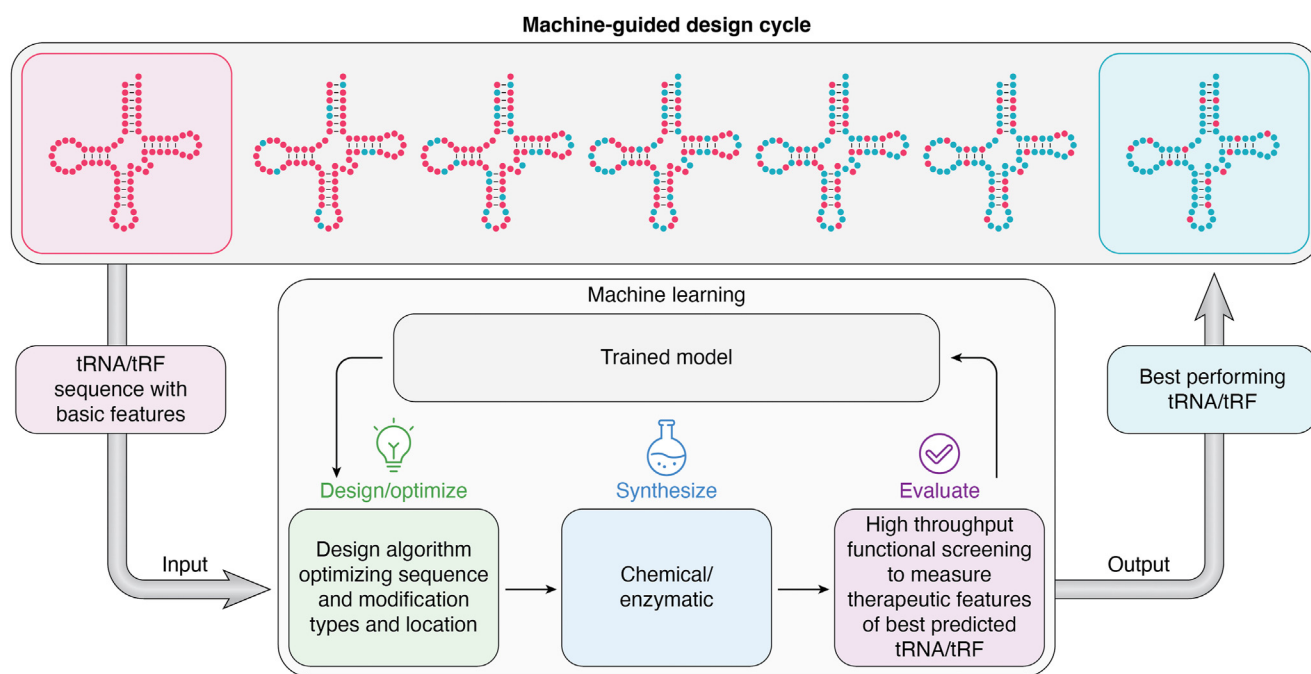 Machine-guided design cycle
Machine learning
Trained model
tRNA/tRF
sequence with
basic features
Best performing
tRNA/tRF
Design/optimize
Synthesize
Evaluate
Input
Design algorithm
optimizing sequence
and modification
types and location
Chemical/
enzymatic
High throughput
functional screening
to measure
therapeutic features
of best predicted
tRNA/tRF
Output